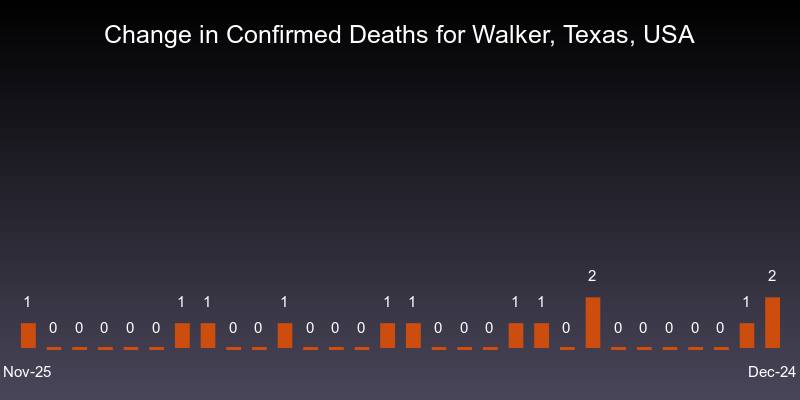 Change in Confirmed Deaths for Walker, Texas, USA
2 2
1 1 1 1 1 1 1 1 1
0 0 0 0 0 0 0 0 0 0 0 0 0 0 0 0 0 0 0
Nov-25 Dec-24